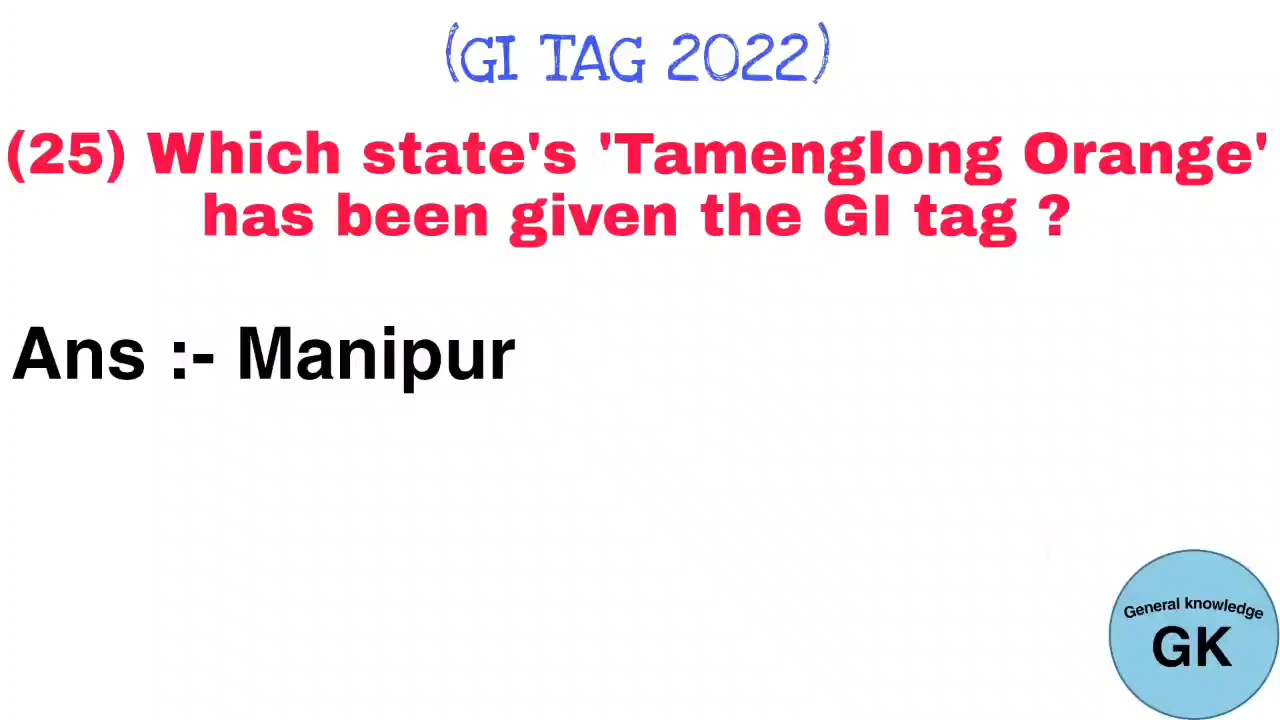 (GI TAG 2022)
(25) Which state's 'Tamenglong Orange'
has been given the GI tag ?
Ans :- Manipur
General knowledge
GK